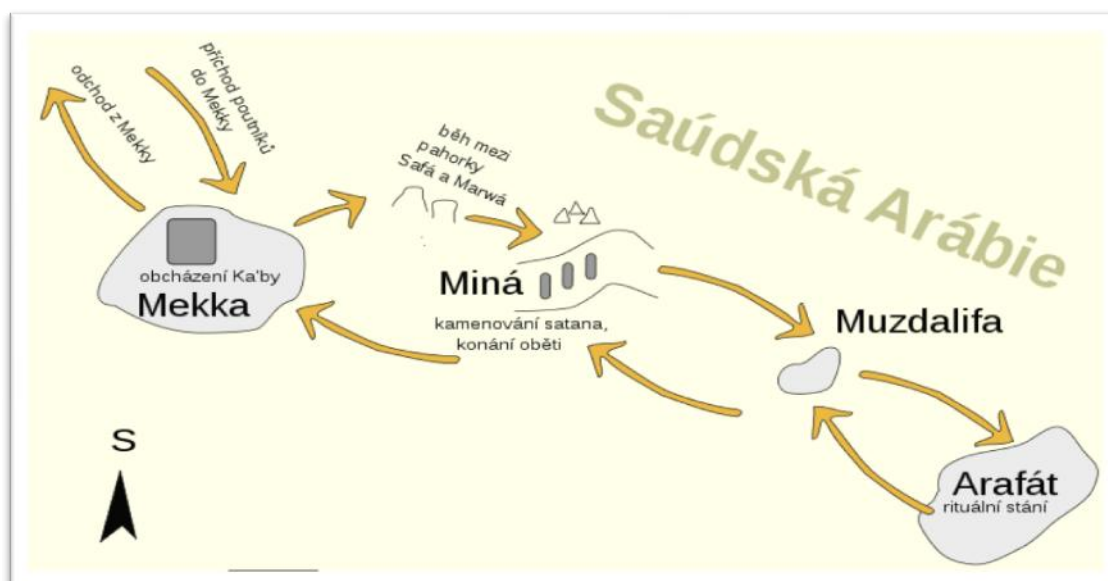 odchod z Mekky
příchod poutníků
do Mekky
běh mezi
pahorky
Safá a Marwá
Saúdská Arábie
obcházení Ka'by
Mekka
Miná
kamenování satana,
konání oběti
Muzdalifa
Arafát
rituální stání
S